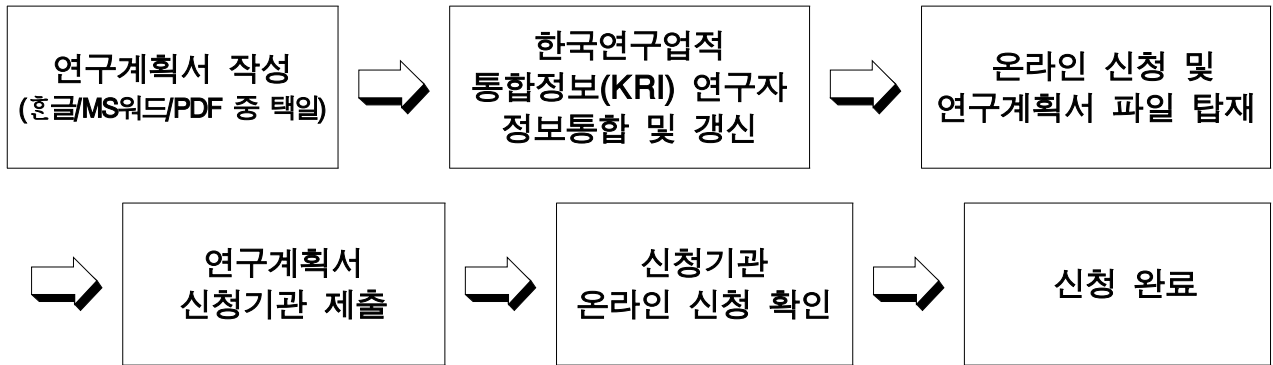 연구계획서 작성
(흔글/MS워드/PDF 중 택일)
한국연구업적
통합정보(KRI) 연구자
정보통합 및 갱신
온라인 신청 및
연구계획서 파일 탑재
연구계획서
신청기관 제출
신청기관
온라인 신청 확인
신청 완료